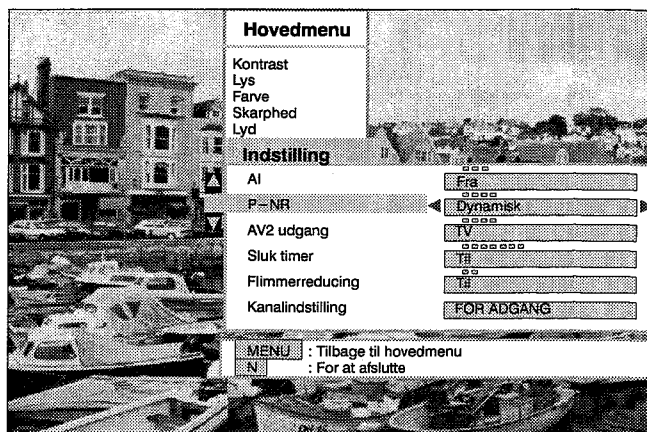 Hovedmenu
Kontrast
Lys
Farve
Skarphed
Lyd
Indstilling
AI Fra
P-NR Dynamisk
AV2 udgang TV
Sluk timer Til
Flimmerreducing Til
Kanalindstilling FOR ADGANG
MENU : Tilbage til hovedmenu
N : For at afslutte